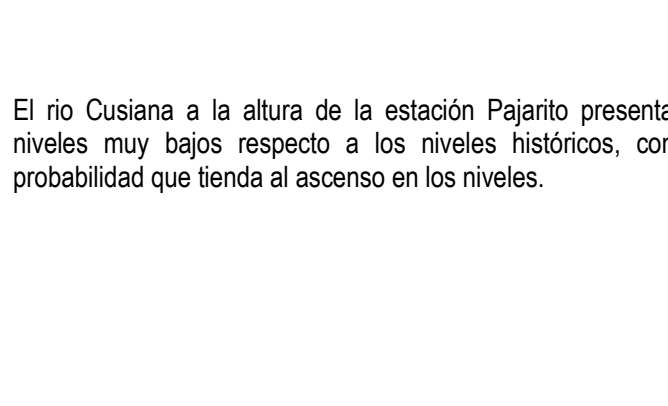 El rio Cusiana a la altura de la estación Pajarito presenta
niveles muy bajos respecto a los niveles históricos, con
probabilidad que tienda al ascenso en los niveles.